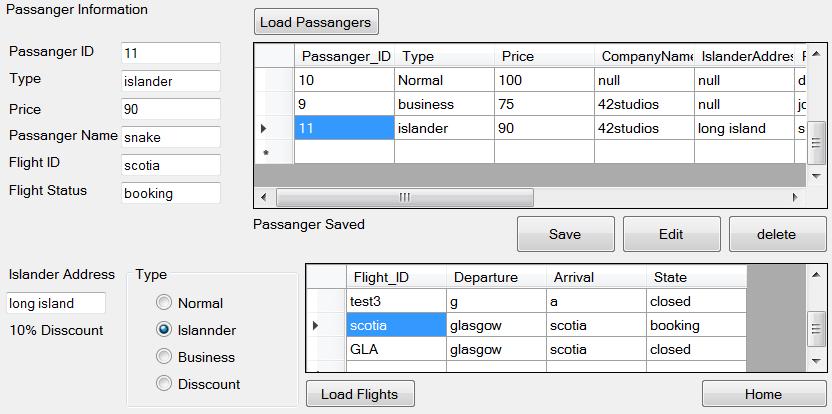 Passanger Information
Load Passangers
Passanger ID 11
Type islander
Price 90
Passanger Name snake
Flight ID scotia
Flight Status booking
Passanger_ID Type Price CompanyName IslanderAddres
10 Normal 100 null null d
9 business 75 42studios null jo
11 islander 90 42studios long island s
*
Passanger Saved
Save Edit delete
Islander Address
long island
10% Disscount
Type
Normal
Islannder
Business
Disscount
Flight_ID Departure Arrival State
test3 g a closed
scotia glasgow scotia booking
GLA glasgow scotia closed
Load Flights Home